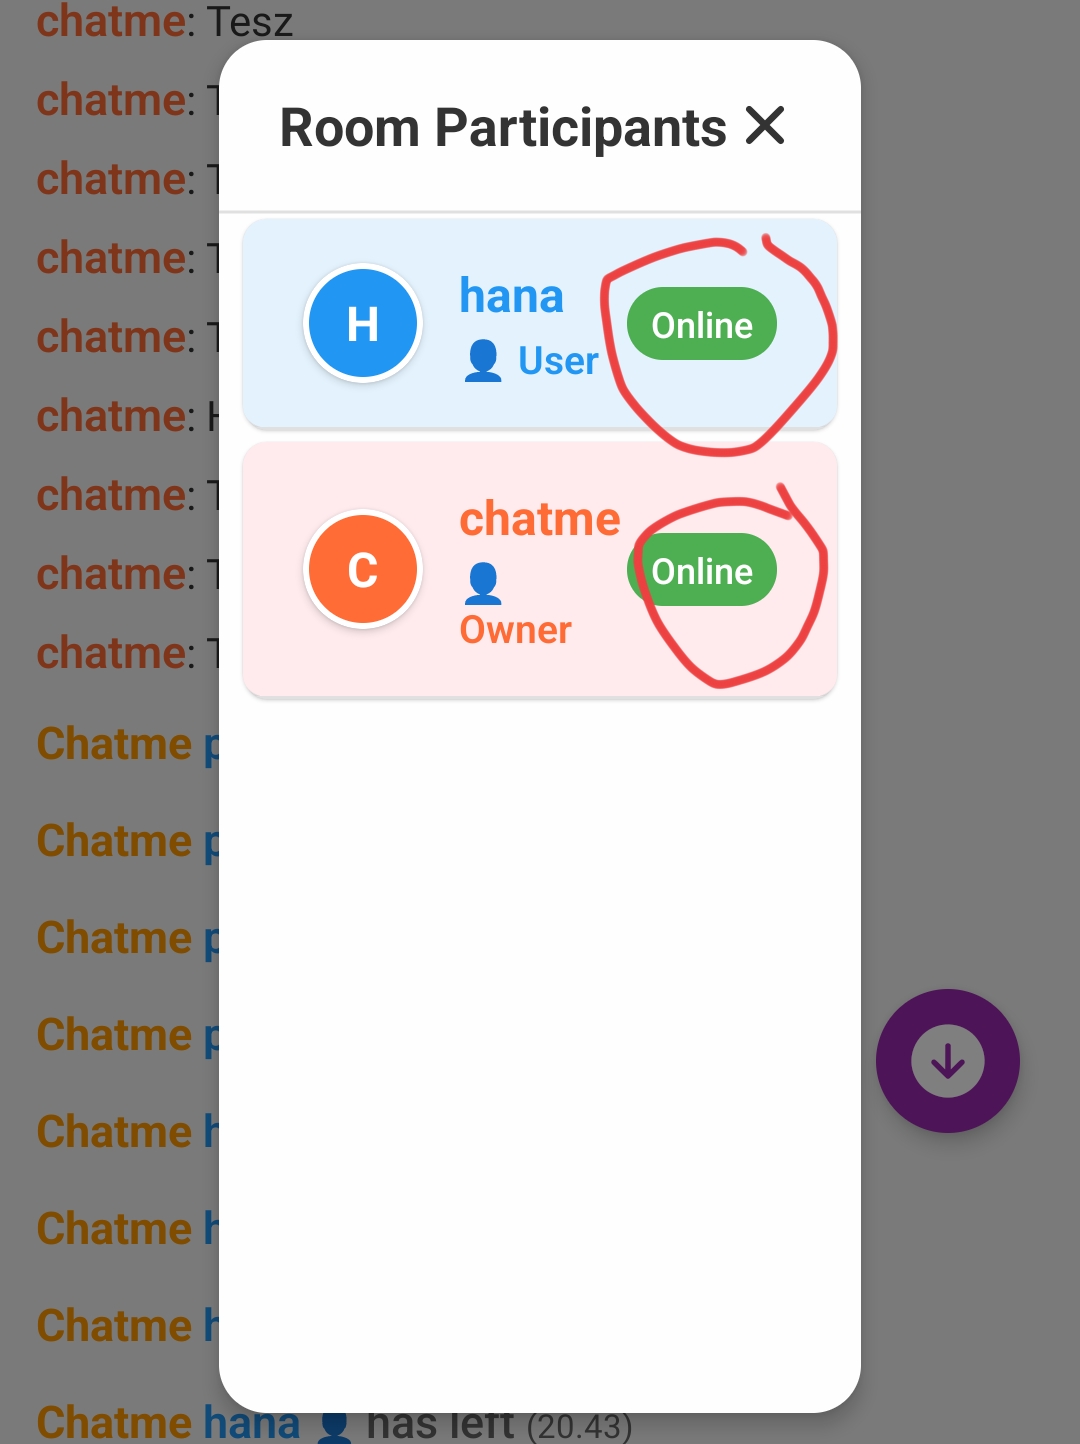 chatme: Tesz
Room Participants
chatme: T
chatme: T
chatme: T
chatme: T
chatme: H
chatme: T
chatme: T
chatme: T
H
hana
User
Online
C
chatme
Owner
Online
Chatme p
Chatme p
Chatme p
Chatme p
Chatme h
Chatme h
Chatme h
Chatme hana has left (20.43)